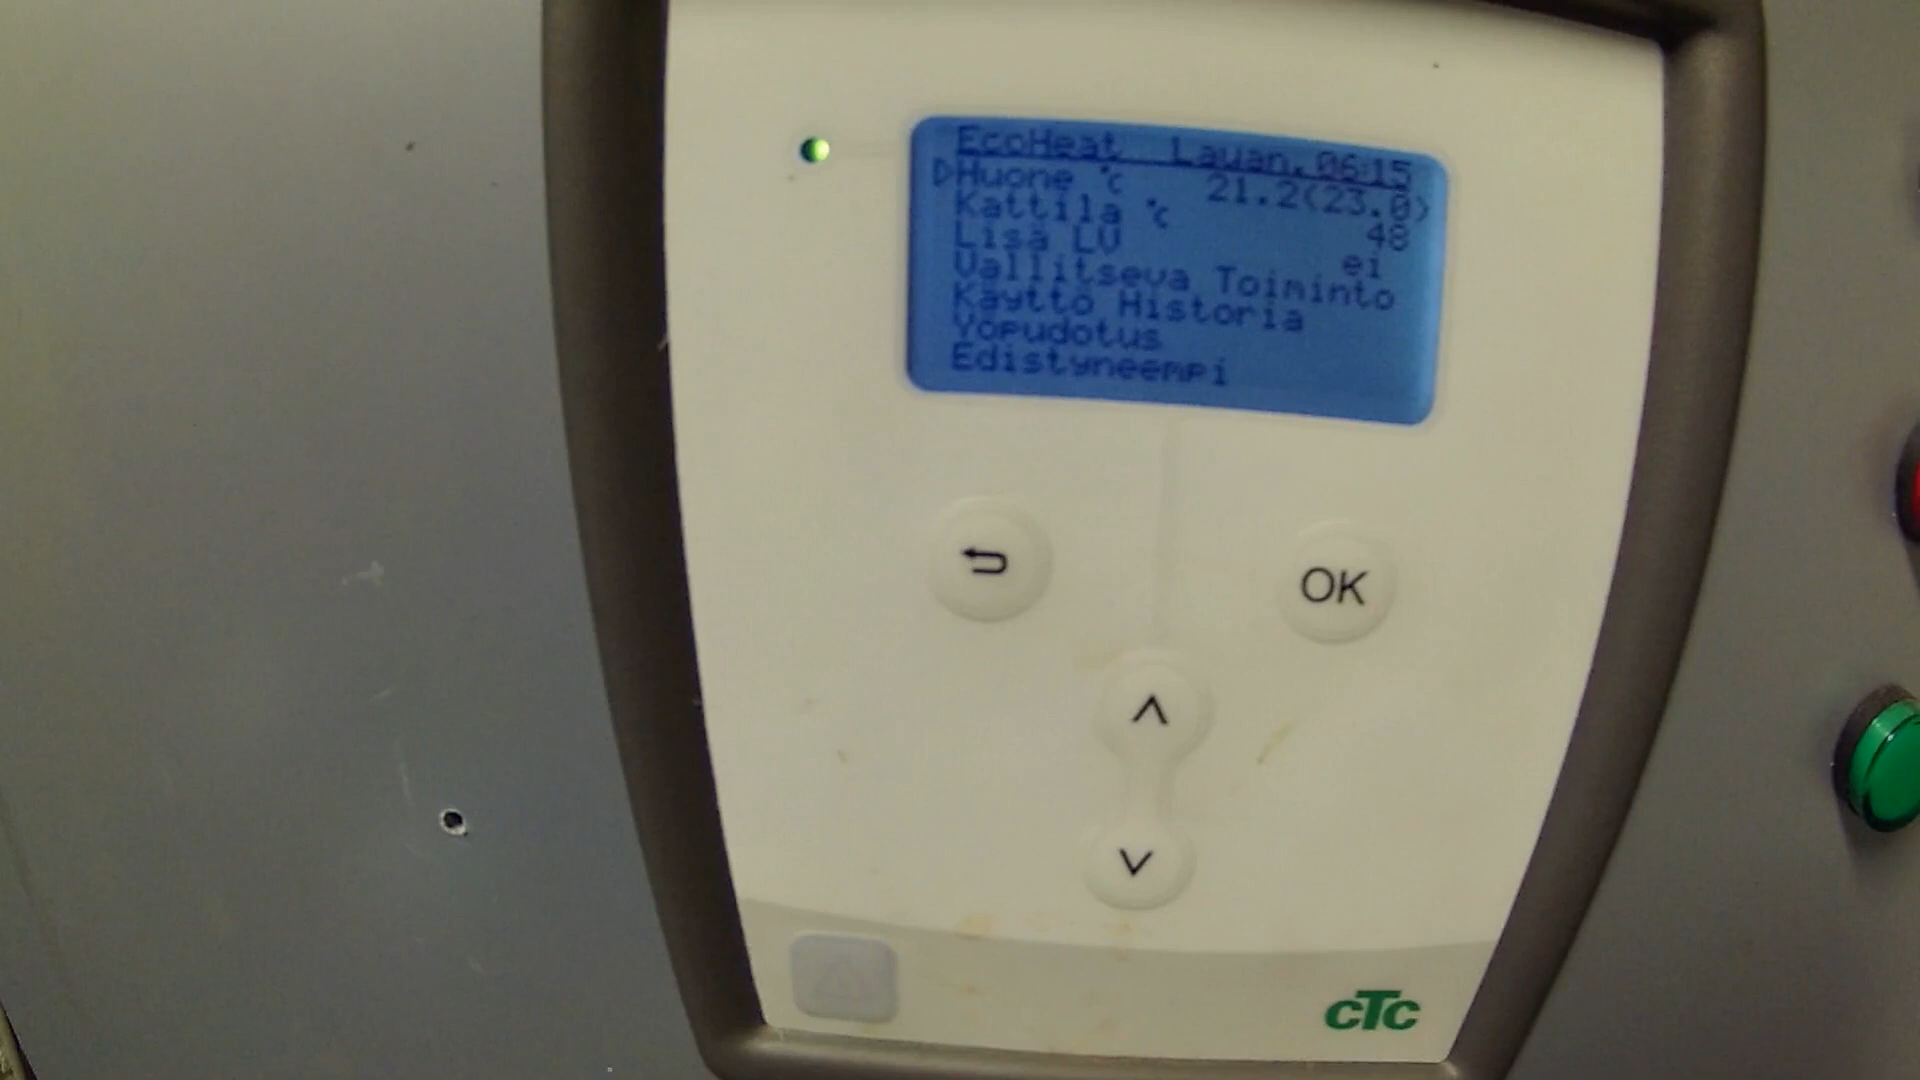 EcoHeat Lauan. 06:15
Huone °C 21.2(23.0)
Kattila °C 48
Lisä LV ei
Vallitseva Toiminto
Käyttö Historia
Yöpudotus
Edistyneempi
OK
CTC